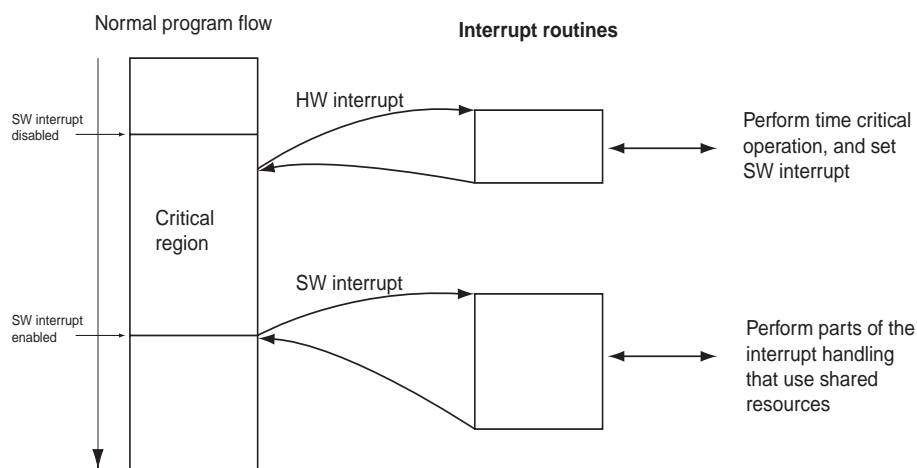 Normal program flow
Interrupt routines
SW interrupt
disabled
HW interrupt
Perform time critical
operation, and set
SW interrupt
Critical
region
SW interrupt
SW interrupt
enabled
Perform parts of the
interrupt handling
that use shared
resources